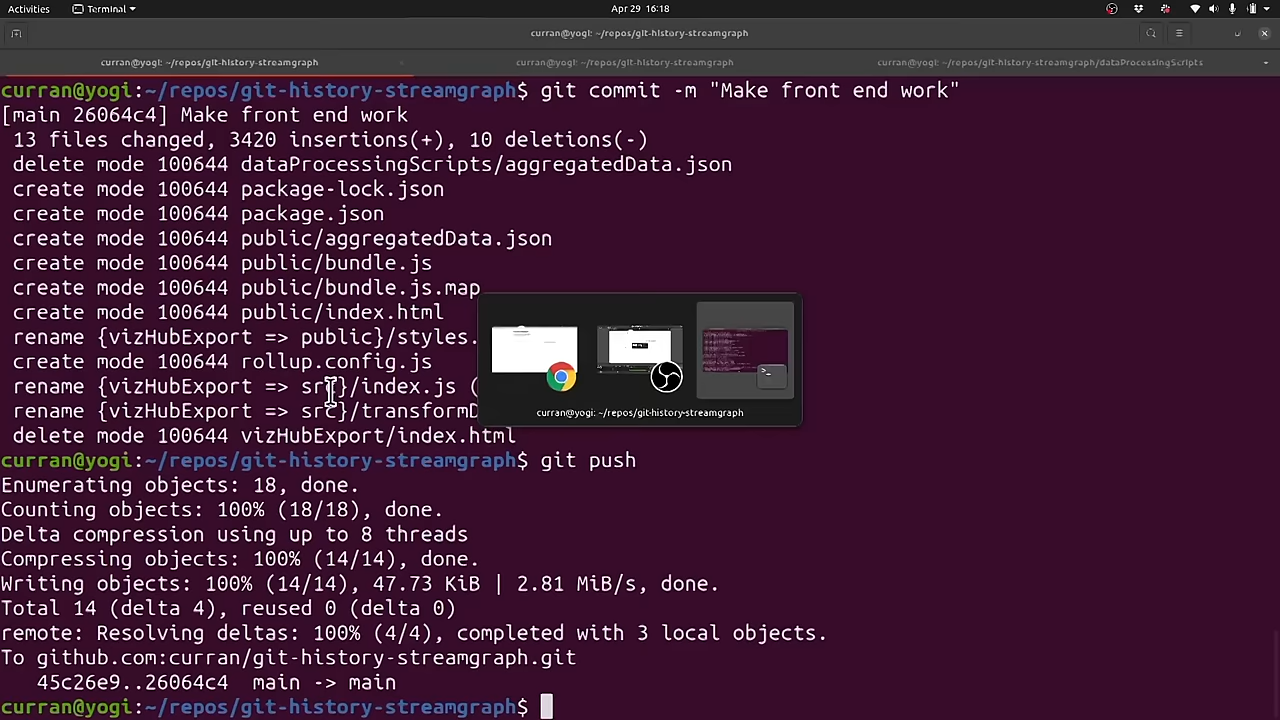 Activities
Terminal
Apr 29 16:18
curran@yogi: ~/repos/git-history-streamgraph
curran@yogi: ~/repos/git-history-streamgraph
curran@yogi: ~/repos/git-history-streamgraph
curran@yogi: ~/repos/git-history-streamgraph/dataProcessingScripts
curran@yogi:~/repos/git-history-streamgraph$ git commit -m "Make front end work"
[main 26064c4] Make front end work
13 files changed, 3420 insertions(+), 10 deletions(-)
delete mode 100644 dataProcessingScripts/aggregatedData.json
create mode 100644 package-lock.json
create mode 100644 package.json
create mode 100644 public/aggregatedData.json
create mode 100644 public/bundle.js
create mode 100644 public/bundle.js.map
create mode 100644 public/index.html
rename {vizHubExport => public}/styles.
create mode 100644 rollup.config.js
rename {vizHubExport => src}/index.js (
rename {vizHubExport => src}/transformD
curran@yogi: ~/repos/git-history-streamgraph
delete mode 100644 vizHubExport/index.html
curran@yogi:~/repos/git-history-streamgraph$ git push
Enumerating objects: 18, done.
Counting objects: 100% (18/18), done.
Delta compression using up to 8 threads
Compressing objects: 100% (14/14), done.
Writing objects: 100% (14/14), 47.73 KiB | 2.81 MiB/s, done.
Total 14 (delta 4), reused 0 (delta 0)
remote: Resolving deltas: 100% (4/4), completed with 3 local objects.
To github.com:curran/git-history-streamgraph.git
45c26e9..26064c4  main -> main
curran@yogi:~/repos/git-history-streamgraph$